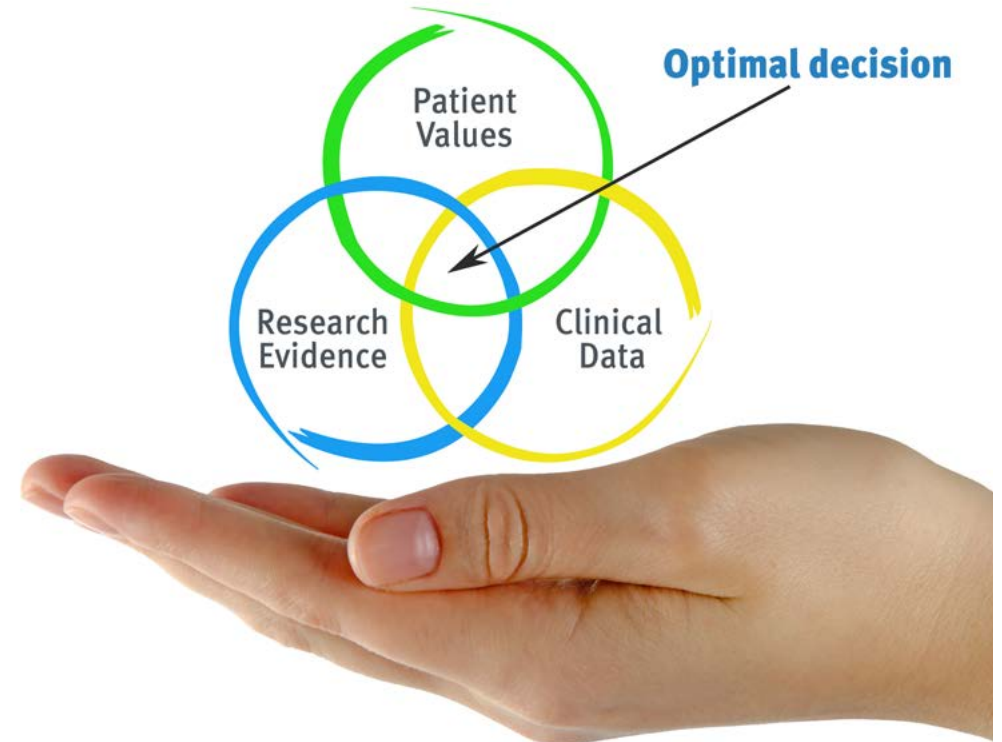 Optimal decision
Patient
Values
Research
Evidence
Clinical
Data